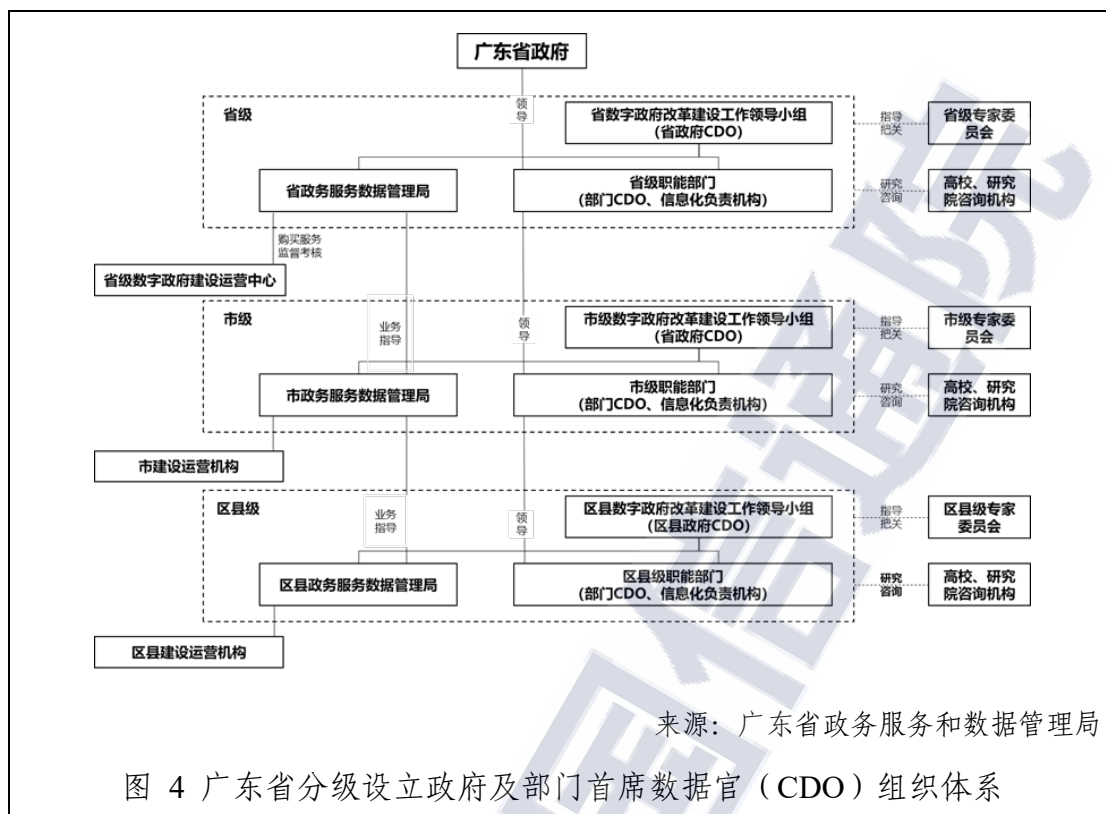 广东省政府
领
导
省级
省数字政府改革建设工作领导小组
(省政府CDO)
指导
把关
省级专家委
员会
省政务服务数据管理局
省级职能部门
(部门CDO、信息化负责机构)
研究
咨询
高校、研究
院咨询机构
购买服务
监督考核
省级数字政府建设运营中心
市级
业务
指导
领
导
市级数字政府改革建设工作领导小组
(省政府CDO)
指导
把关
市级专家委
员会
市政务服务数据管理局
市级职能部门
(部门CDO、信息化负责机构)
研究
咨询
高校、研究
院咨询机构
市建设运营机构
区县级
业务
指导
领
导
区县数字政府改革建设工作领导小组
(区县政府CDO)
指导
把关
区县级专家
委员会
区县政务服务数据管理局
区县级职能部门
(部门CDO、信息化负责机构)
研究
咨询
高校、研究
院咨询机构
区县建设运营机构
来源：广东省政务服务和数据管理局
图 4 广东省分级设立政府及部门首席数据官（CDO）组织体系
国信通院